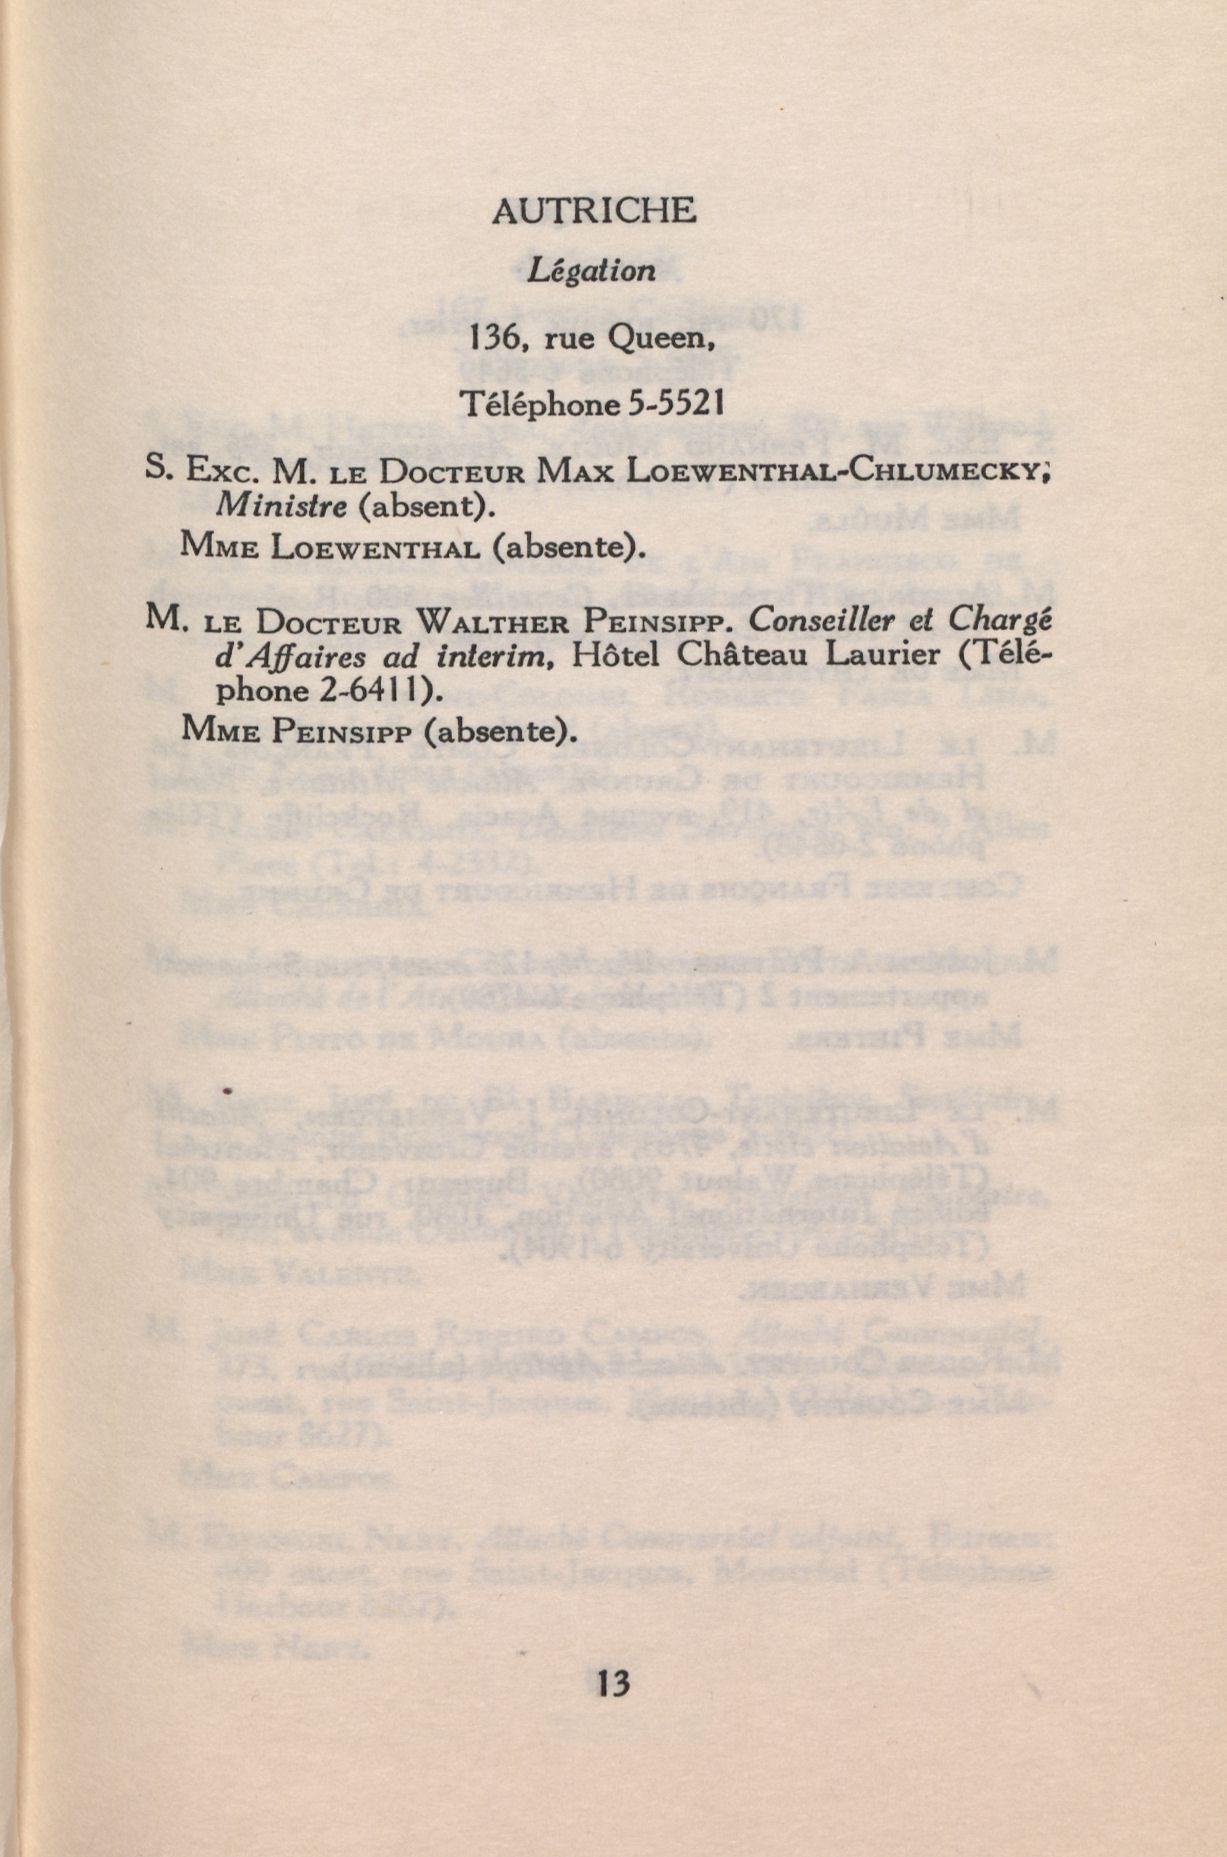 AUTRICHE
Légation
136, rue Queen,
Téléphone 5-5521
S. Exc. M. le Docteur Max Loewenthal-Chlumecky,
Ministre (absent).
Mme Loewenthal (absente).
M. le Docteur Walther Peinsipp. Conseiller et Chargé
d'Affaires ad interim, Hôtel Château Laurier (Télé-
phone 2-6411).
Mme Peinsipp (absente).
13